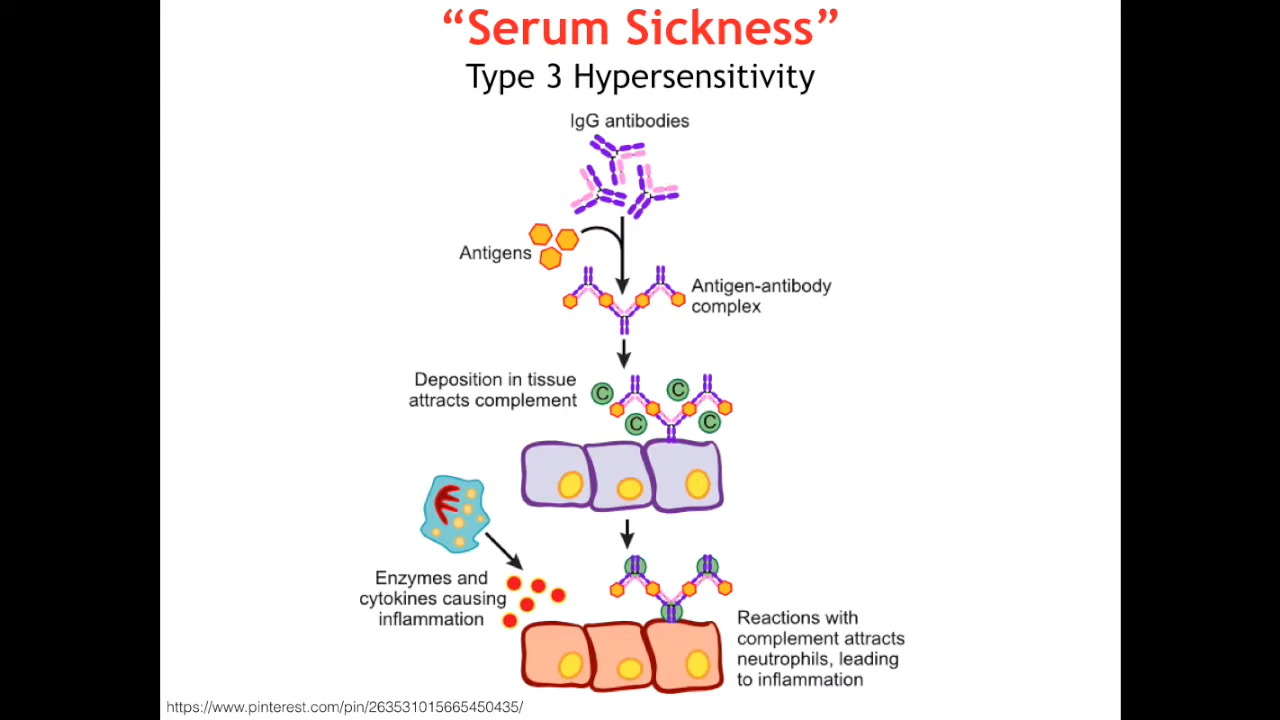 “Serum Sickness”
Type 3 Hypersensitivity
IgG antibodies
Antigens
Antigen-antibody
complex
Deposition in tissue
attracts complement
C
C
C
C
Enzymes and
cytokines causing
inflammation
Reactions with
complement attracts
neutrophils, leading
to inflammation
https://www.pinterest.com/pin/263531015665450435/